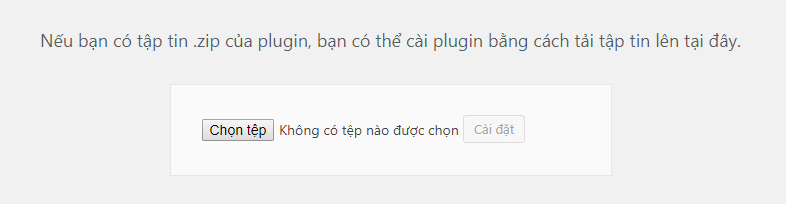 Nếu bạn có tập tin .zip của plugin, bạn có thể cài plugin bằng cách tải tập tin lên tại đây.
Chọn tệp Không có tệp nào được chọn Cài đặt